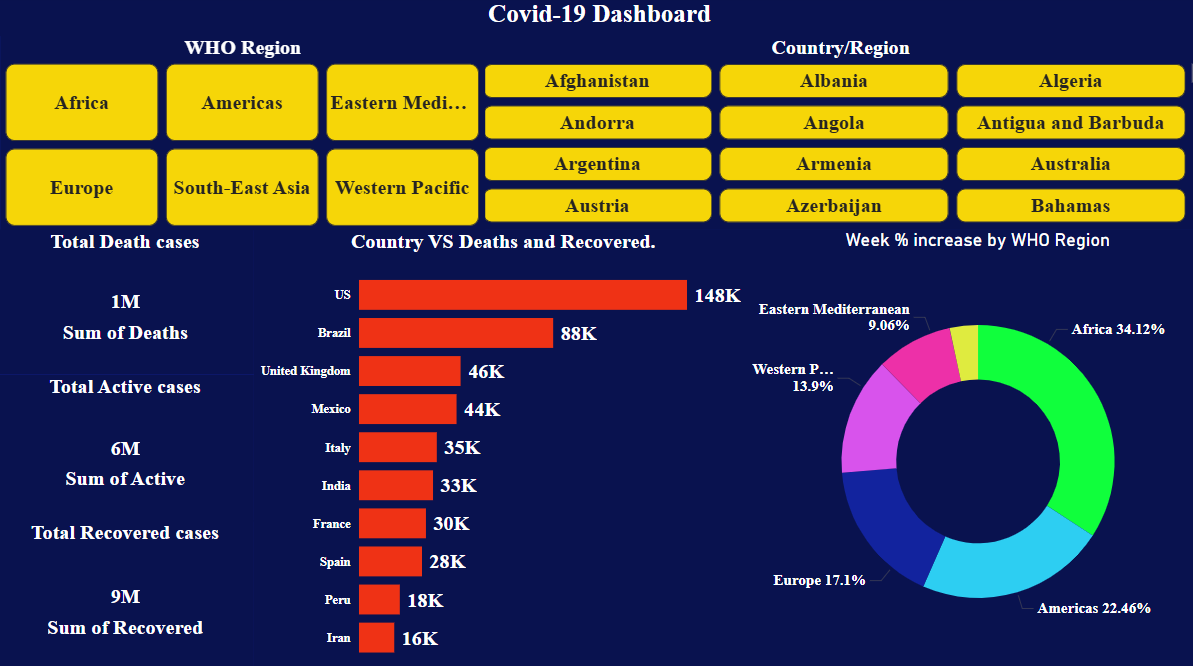 Covid-19 Dashboard
WHO Region
Country/Region
Africa
Americas
Eastern Medi...
Europe
South-East Asia
Western Pacific
Afghanistan
Albania
Algeria
Andorra
Angola
Antigua and Barbuda
Argentina
Armenia
Australia
Austria
Azerbaijan
Bahamas
Total Death cases
1M
Sum of Deaths
Total Active cases
6M
Sum of Active
Total Recovered cases
9M
Sum of Recovered
Country VS Deaths and Recovered.
US 148K
Brazil 88K
United Kingdom 46K
Mexico 44K
Italy 35K
India 33K
France 30K
Spain 28K
Peru 18K
Iran 16K
Week % increase by WHO Region
Eastern Mediterranean
9.06%
Africa 34.12%
Western P...
13.9%
Europe 17.1%
Americas 22.46%